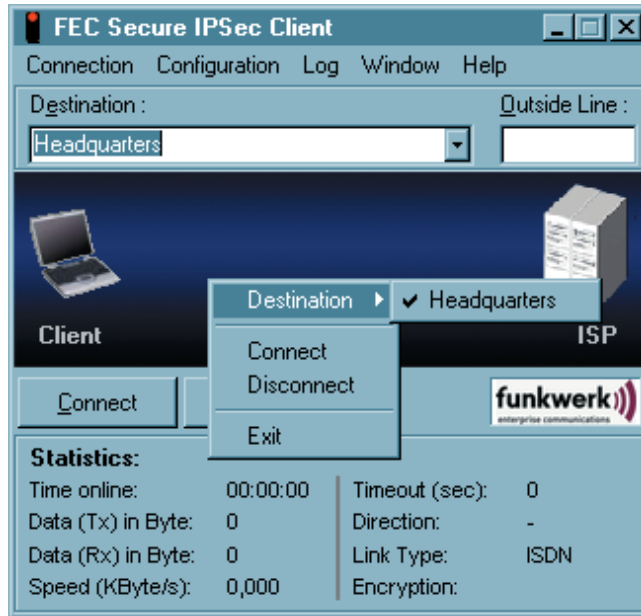 FEC Secure IPSec Client
Connection Configuration Log Window Help
Destination : Outside Line :
Headquarters
Destination Headquarters
Client ISP
Connect
Disconnect
Connect funkwerk
enterprise communications
Exit
Statistics:
Time online: 00:00:00 Timeout (sec): 0
Data (Tx) in Byte: 0 Direction: -
Data (Rx) in Byte: 0 Link Type: ISDN
Speed (KByte/s): 0,000 Encryption: